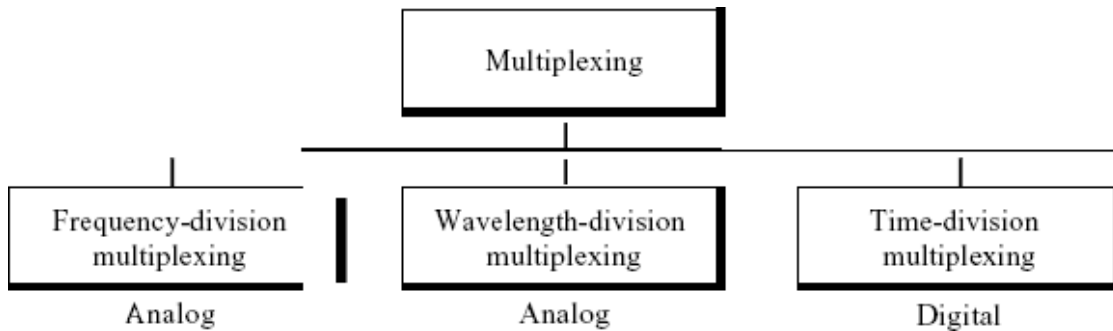 Multiplexing
Frequency-division
multiplexing
Wavelength-division
multiplexing
Time-division
multiplexing
Analog
Analog
Digital